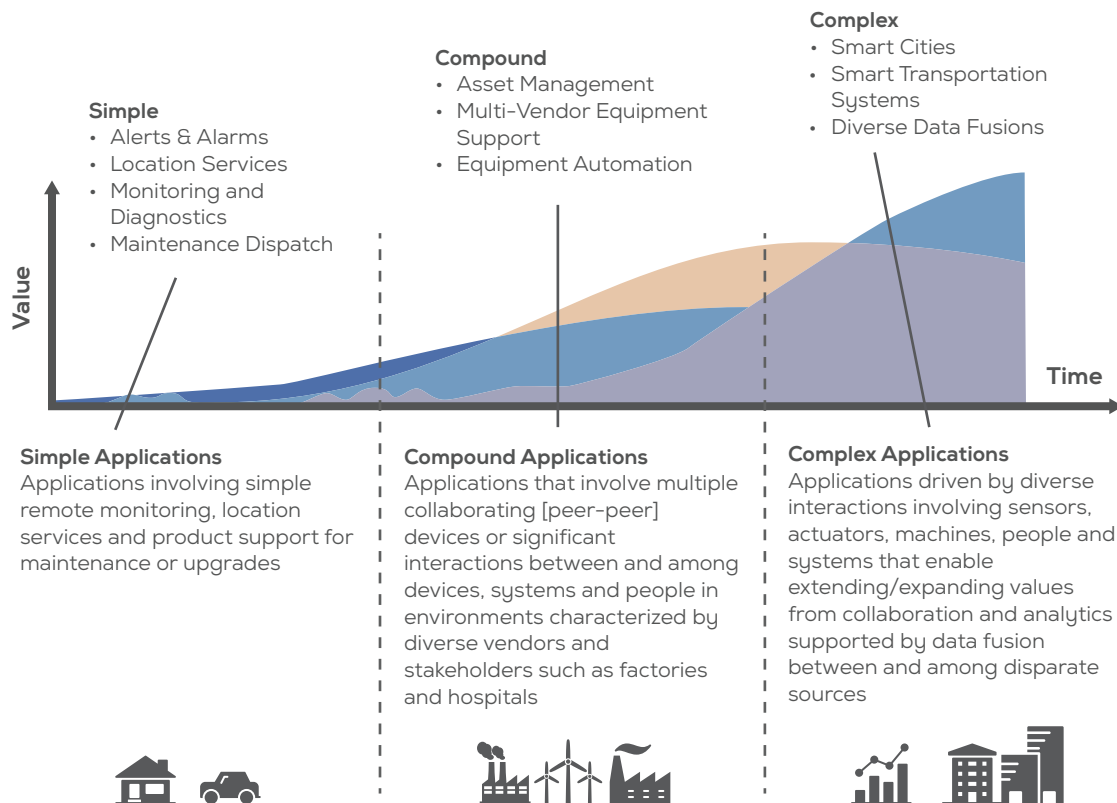 Simple
• Alerts & Alarms
• Location Services
• Monitoring and
Diagnostics
• Maintenance Dispatch
Compound
• Asset Management
• Multi-Vendor Equipment
Support
• Equipment Automation
Complex
• Smart Cities
• Smart Transportation
Systems
• Diverse Data Fusions
Value
Time
Simple Applications
Applications involving simple
remote monitoring, location
services and product support for
maintenance or upgrades
Compound Applications
Applications that involve multiple
collaborating [peer-peer]
devices or significant
interactions between and among
devices, systems and people in
environments characterized by
diverse vendors and
stakeholders such as factories
and hospitals
Complex Applications
Applications driven by diverse
interactions involving sensors,
actuators, machines, people and
systems that enable
extending/expanding values
from collaboration and analytics
supported by data fusion
between and among disparate
sources